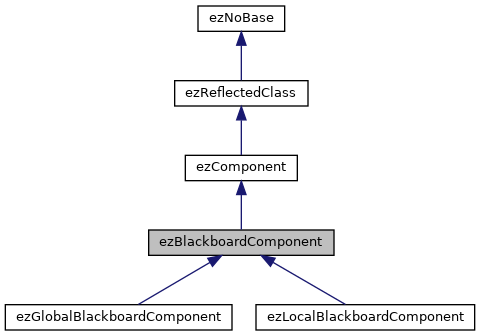 ezNoBase
ezReflectedClass
ezComponent
ezBlackboardComponent
ezGlobalBlackboardComponent
ezLocalBlackboardComponent